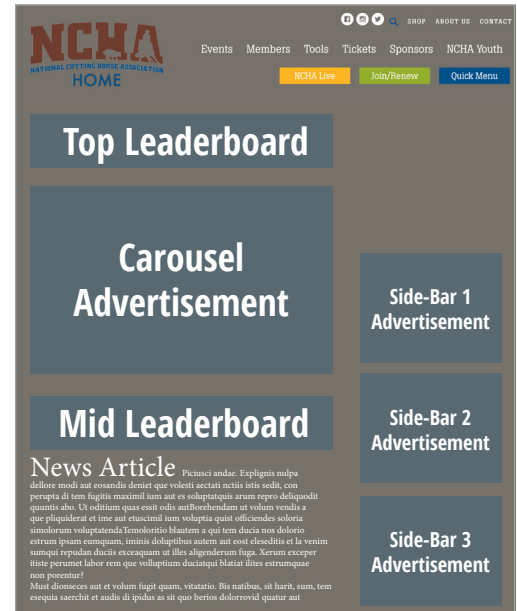 SHOP ABOUT US CONTACT
NCHA
NATIONAL CUTTING HORSE ASSOCIATION
HOME
Events Members Tools Tickets Sponsors NCHA Youth
NCHA Live Join/Renew Quick Menu
Top Leaderboard
Carousel
Advertisement
Side-Bar 1
Advertisement
Mid Leaderboard
Side-Bar 2
Advertisement
News Article Piciusci andae. Explignis nulpa
dellore modi aut eosandis deniet que volesti aectati nctiis istis sedit, con
perupta di tem fugitis maximil ium aut es soluptatquis arum repro deliquodit
quuntis abo. Ut oditium quas essit odis autBorehendam ut volum vendis a
que pliquiderat et ime aut etuscimil ium voluptia quist officiendes soloria
simolorum voluptatendaTemoloritio blautem a qui tem ducia nos dolorio
estrum ipsam eumquam, iminis doluptibus autem aut eost eleseditis et la venim
sumqui repudan duciis exceaquam ut illes aligenderum fuga. Xerum exceper
itiste perumet labor rem que volluptium duciatqui blatiat ilites estrumquae
non porentur?
Must dionseces aut et volum fugit quam, vitatatio. Bis natibus, sit harit, sum, tem
esequia saerchit et audis di ipidus as sit quo berios dolorrovid quatur aut
Side-Bar 3
Advertisement